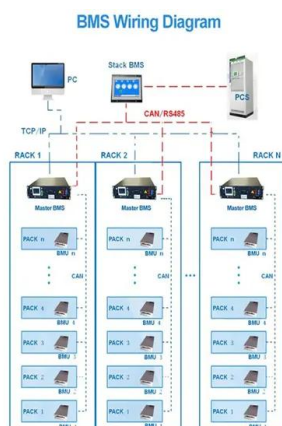 BMS Wiring Diagram
Stack BMS
PC
PCS
CAN/RS485
TCP/IP
RACK 1
RACK 2
RACK N
Master BMS
Master BMS
Master BMS
PACK n
PACK n
PACK n
BMU n
BMU n
BMU n
CAN
CAN
CAN
PACK 4
PACK 4
PACK 4
BMU 4
BMU 4
BMU 4
PACK 3
PACK 3
PACK 3
BMU 3
BMU 3
BMU 3
PACK 2
PACK 2
PACK 2
BMU 2
BMU 2
BMU 2
PACK 1
PACK 1
PACK 1